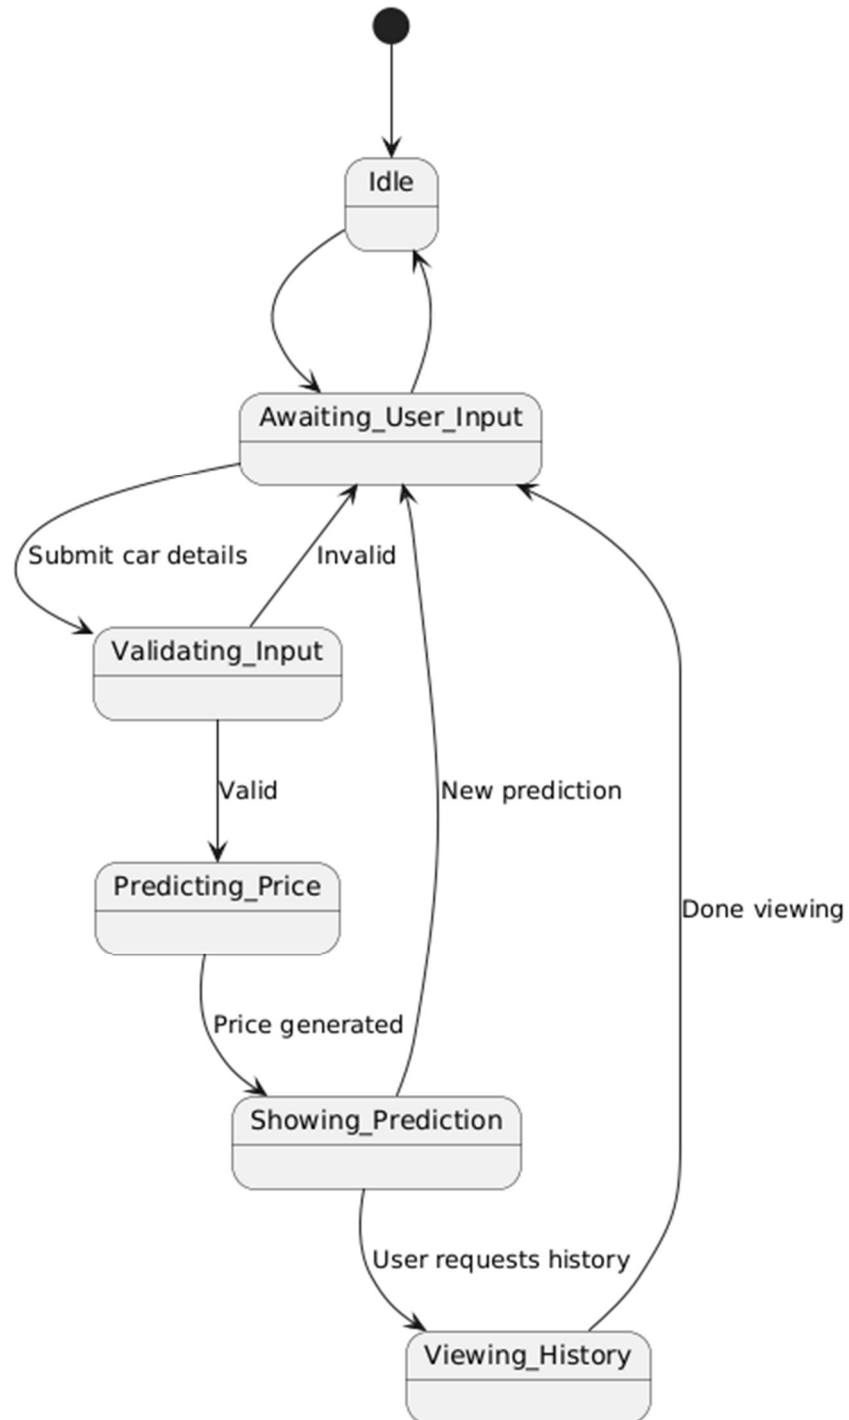 Idle
Awaiting_User_Input
Submit car details
Invalid
Validating_Input
Valid
New prediction
Predicting_Price
Done viewing
Price generated
Showing_Prediction
User requests history
Viewing_History